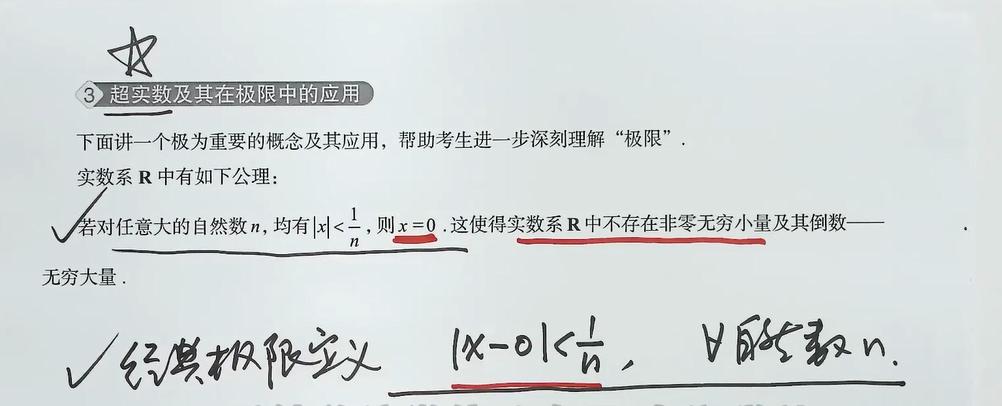 3 超实数及其在极限中的应用
下面讲一个极为重要的概念及其应用，帮助考生进一步深刻理解“极限”.
实数系 R 中有如下公理：
若对任意大的自然数 n，均有|x|<1/n，则 x=0.这使得实数系 R 中不存在非零无穷小量及其倒数——
无穷大量.
经典极限定义 |x-0|<1/n， ∀自然数 n.